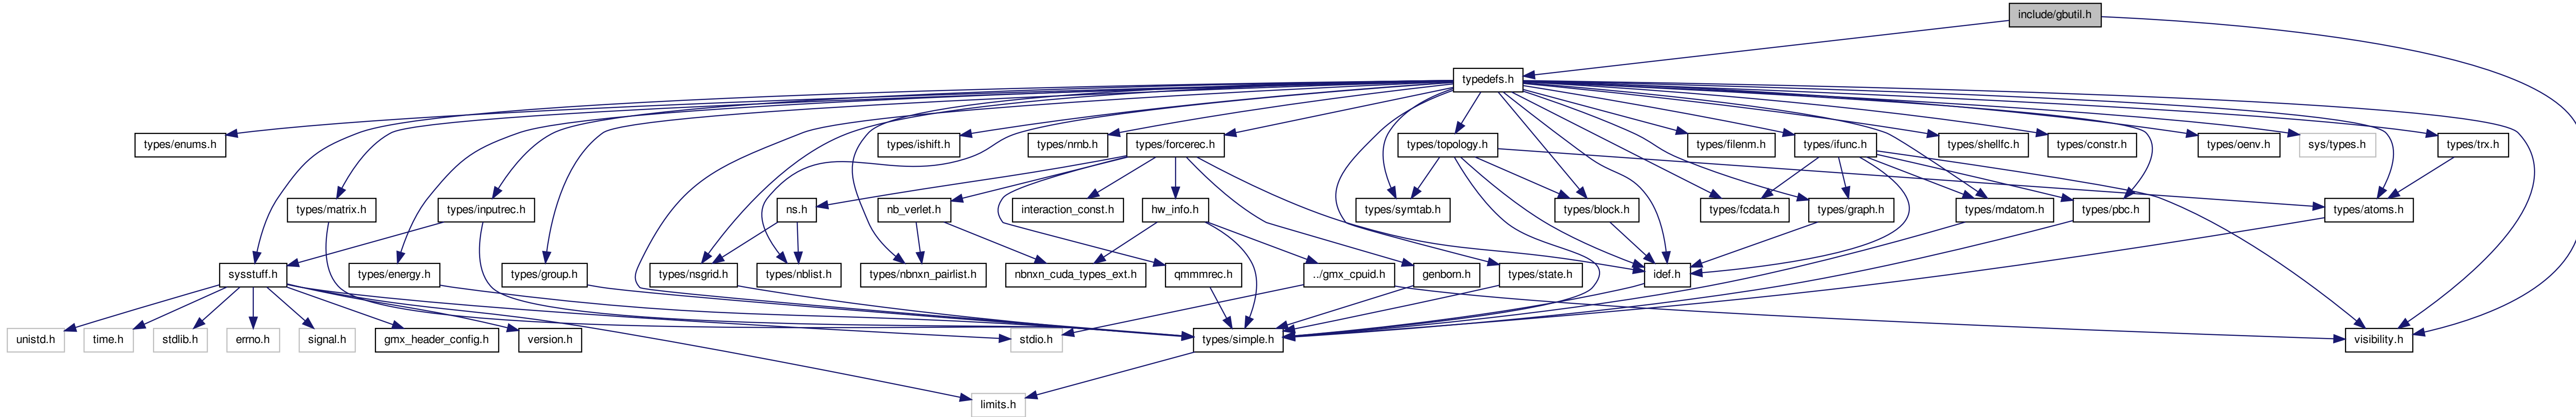 include/gbutil.h
typedefs.h
types/enums.h
types/ishift.h
types/nrnb.h
types/forcerec.h
types/topology.h
types/filenm.h
types/ifunc.h
types/shellfc.h
types/constr.h
types/oenv.h
sys/types.h
types/trx.h
types/matrix.h
types/inputrec.h
ns.h
nb_verlet.h
interaction_const.h
hw_info.h
types/symtab.h
types/block.h
types/fcdata.h
types/graph.h
types/mdatom.h
types/pbc.h
types/atoms.h
sysstuff.h
types/energy.h
types/group.h
types/nsgrid.h
types/nblist.h
types/nbnxn_pairlist.h
nbnxn_cuda_types_ext.h
qmmmrec.h
../gmx_cpuid.h
genborn.h
types/state.h
idef.h
unistd.h
time.h
stdlib.h
errno.h
signal.h
gmx_header_config.h
version.h
stdio.h
types/simple.h
visibility.h
limits.h